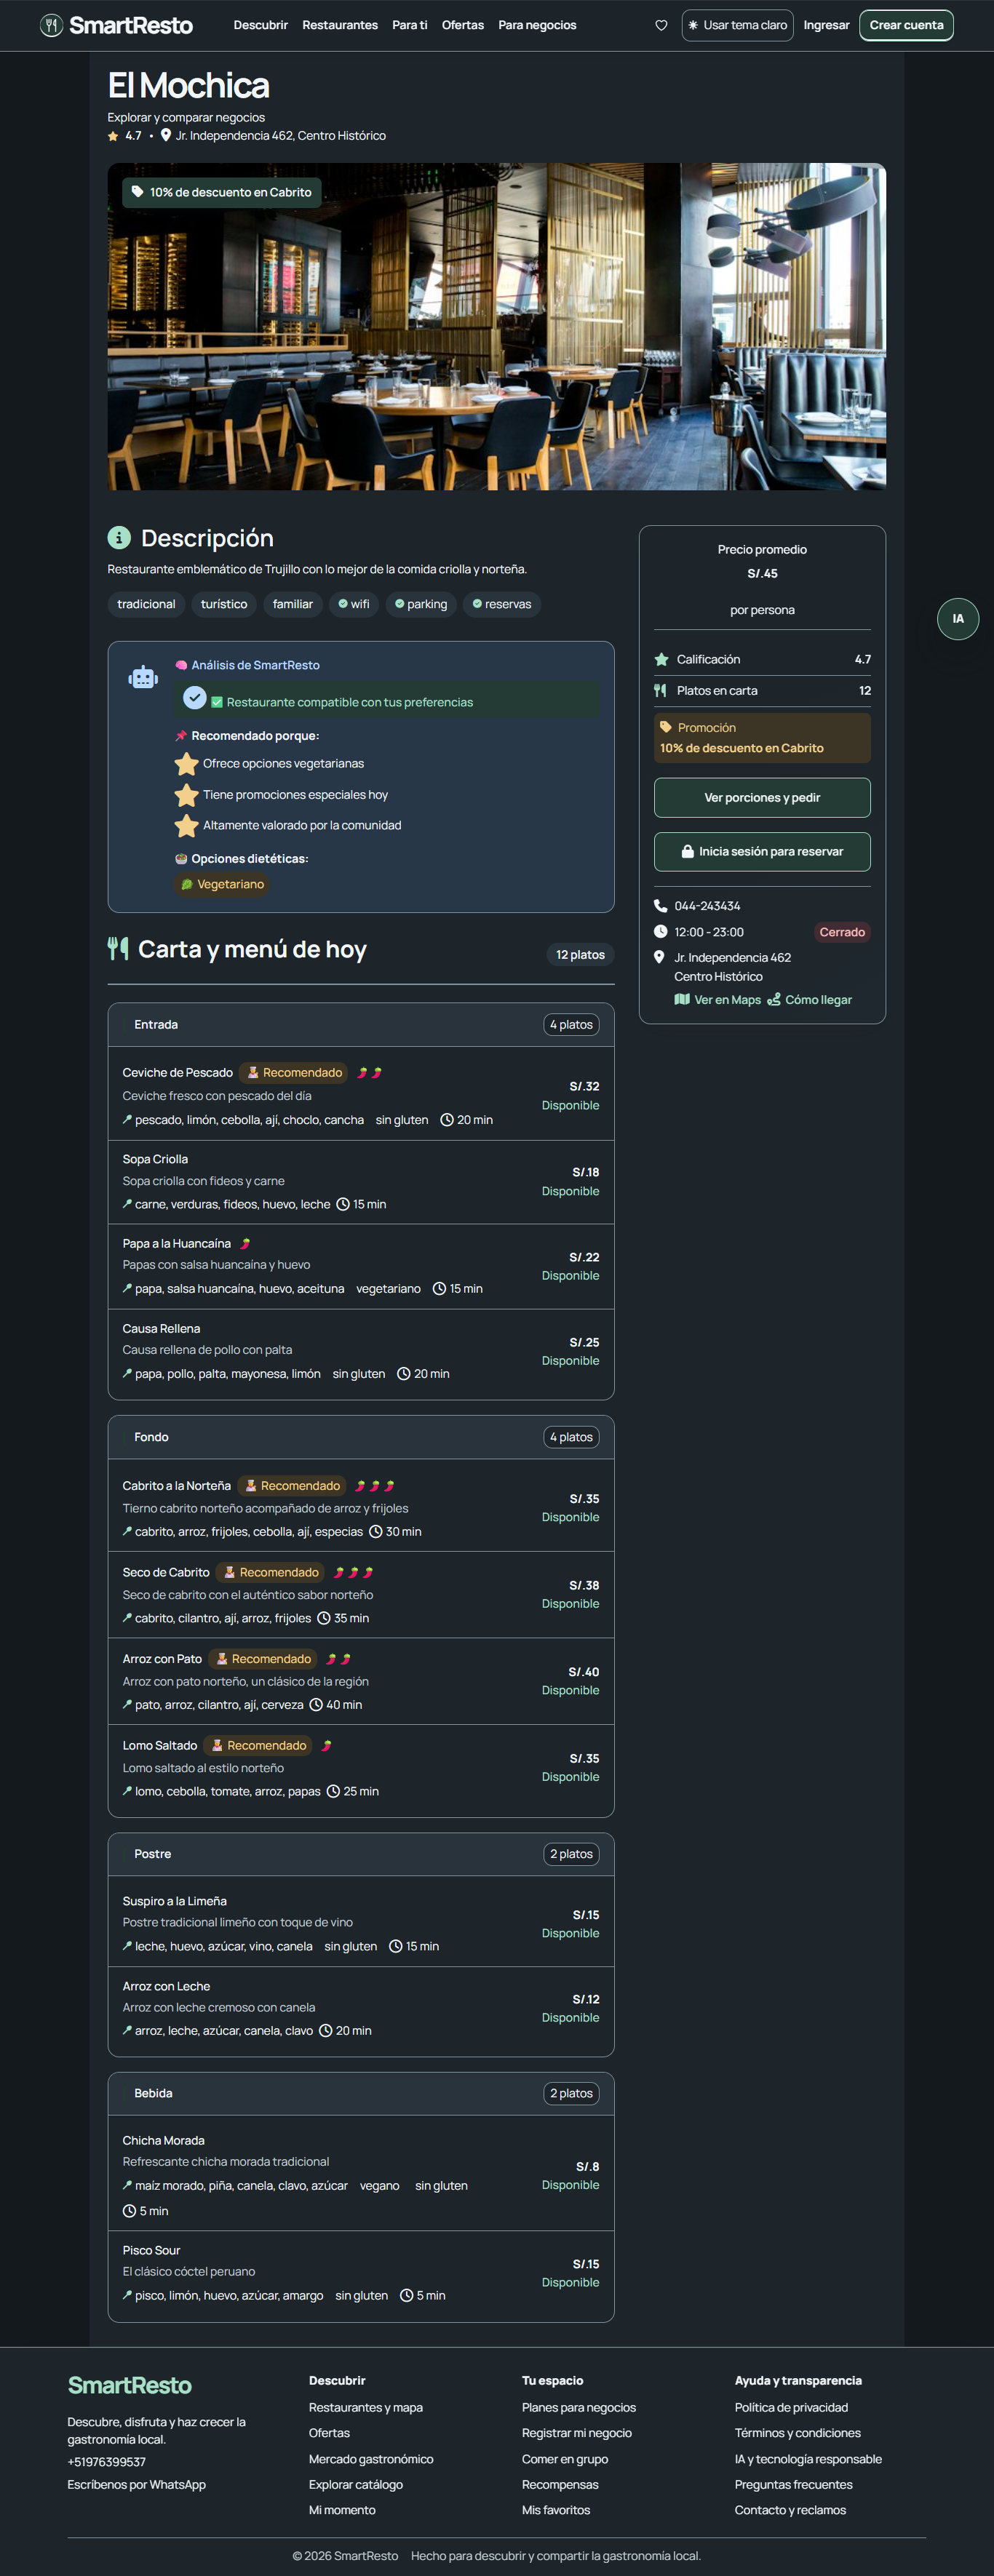 SmartResto
Descubrir Restaurantes Para ti Ofertas Para negocios
Usar tema claro Ingresar Crear cuenta
El Mochica
Explorar y comparar negocios
4.7 • Jr. Independencia 462, Centro Histórico
10% de descuento en Cabrito
Descripción
Restaurante emblemático de Trujillo con lo mejor de la comida criolla y norteña.
tradicional turístico familiar wifi parking reservas
Análisis de SmartResto
Restaurante compatible con tus preferencias
Recomendado porque:
Ofrece opciones vegetarianas
Tiene promociones especiales hoy
Altamente valorado por la comunidad
Opciones dietéticas:
Vegetariano
Precio promedio
S/.45
por persona
Calificación 4.7
Platos en carta 12
Promoción
10% de descuento en Cabrito
Ver porciones y pedir
Inicia sesión para reservar
044-243434
12:00 - 23:00 Cerrado
Jr. Independencia 462
Centro Histórico
Ver en Maps Cómo llegar
IA
Carta y menú de hoy 12 platos
Entrada 4 platos
Ceviche de Pescado Recomendado
Ceviche fresco con pescado del día
pescado, limón, cebolla, ají, choclo, cancha sin gluten 20 min
S/.32
Disponible
Sopa Criolla
Sopa criolla con fideos y carne
carne, verduras, fideos, huevo, leche 15 min
S/.18
Disponible
Papa a la Huancaína
Papas con salsa huancaína y huevo
papa, salsa huancaína, huevo, aceituna vegetariano 15 min
S/.22
Disponible
Causa Rellena
Causa rellena de pollo con palta
papa, pollo, palta, mayonesa, limón sin gluten 20 min
S/.25
Disponible
Fondo 4 platos
Cabrito a la Norteña Recomendado
Tierno cabrito norteño acompañado de arroz y frijoles
cabrito, arroz, frijoles, cebolla, ají, especias 30 min
S/.35
Disponible
Seco de Cabrito Recomendado
Seco de cabrito con el auténtico sabor norteño
cabrito, cilantro, ají, arroz, frijoles 35 min
S/.38
Disponible
Arroz con Pato Recomendado
Arroz con pato norteño, un clásico de la región
pato, arroz, cilantro, ají, cerveza 40 min
S/.40
Disponible
Lomo Saltado Recomendado
Lomo saltado al estilo norteño
lomo, cebolla, tomate, arroz, papas 25 min
S/.35
Disponible
Postre 2 platos
Suspiro a la Limeña
Postre tradicional limeño con toque de vino
leche, huevo, azúcar, vino, canela sin gluten 15 min
S/.15
Disponible
Arroz con Leche
Arroz con leche cremoso con canela
arroz, leche, azúcar, canela, clavo 20 min
S/.12
Disponible
Bebida 2 platos
Chicha Morada
Refrescante chicha morada tradicional
maíz morado, piña, canela, clavo, azúcar vegano sin gluten
5 min
S/.8
Disponible
Pisco Sour
El clásico cóctel peruano
pisco, limón, huevo, azúcar, amargo sin gluten 5 min
S/.15
Disponible
SmartResto
Descubre, disfruta y haz crecer la
gastronomía local.
+51976399537
Escríbenos por WhatsApp
Descubrir
Restaurantes y mapa
Ofertas
Mercado gastronómico
Explorar catálogo
Mi momento
Tu espacio
Planes para negocios
Registrar mi negocio
Comer en grupo
Recompensas
Mis favoritos
Ayuda y transparencia
Política de privacidad
Términos y condiciones
IA y tecnología responsable
Preguntas frecuentes
Contacto y reclamos
© 2026 SmartResto Hecho para descubrir y compartir la gastronomía local.